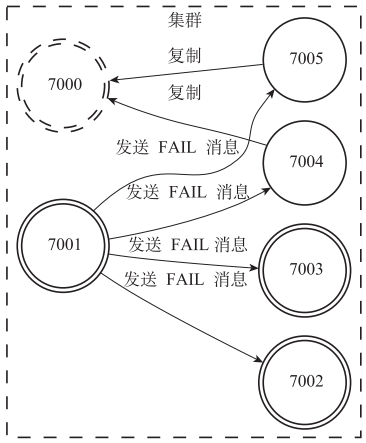 集群
7005
复制
7000
复制
发送 FAIL 消息
7004
发送 FAIL 消息
7001
发送 FAIL 消息
7003
发送 FAIL 消息
7002